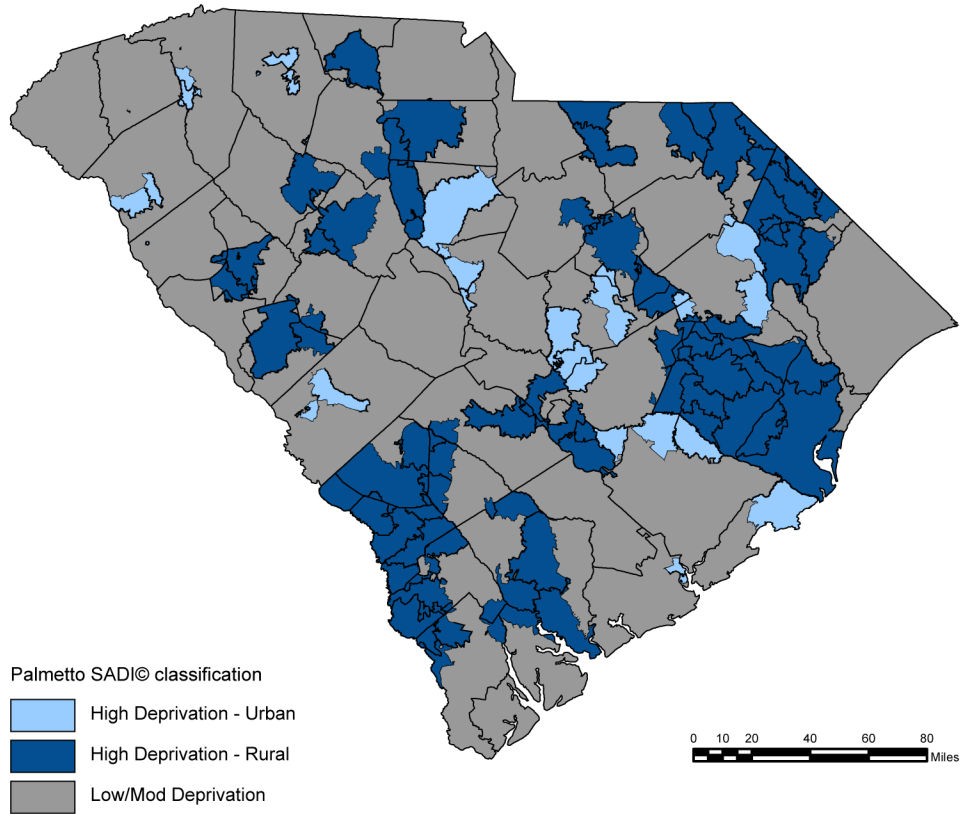 Palmetto SADI© classification
High Deprivation - Urban
High Deprivation - Rural
Low/Mod Deprivation
0 10 20 40 60 80
Miles